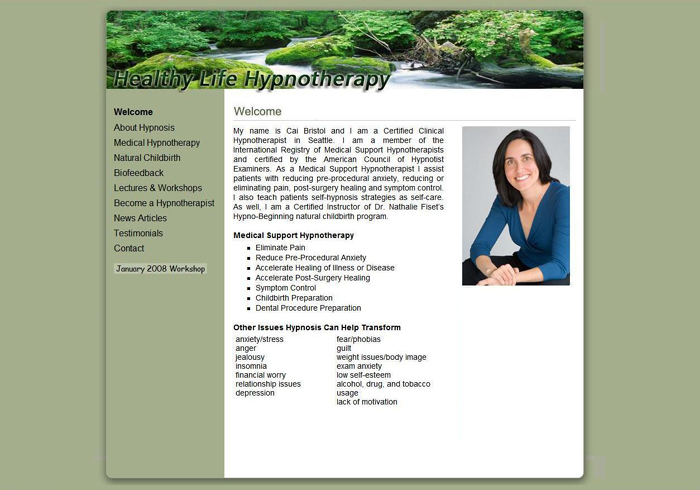 Healthy Life Hypnotherapy
Welcome
About Hypnosis
Medical Hypnotherapy
Natural Childbirth
Biofeedback
Lectures & Workshops
Become a Hypnotherapist
News Articles
Testimonials
Contact
January 2008 Workshop
Welcome
My name is Cai Bristol and I am a Certified Clinical
Hypnotherapist in Seattle. I am a member of the
International Registry of Medical Support Hypnotherapists
and certified by the American Council of Hypnotist
Examiners. As a Medical Support Hypnotherapist I assist
patients with reducing pre-procedural anxiety, reducing or
eliminating pain, post-surgery healing and symptom control.
I also teach patients self-hypnosis strategies as self-care.
As well, I am a Certified Instructor of Dr. Nathalie Fiset's
Hypno-Beginning natural childbirth program.
Medical Support Hypnotherapy
Eliminate Pain
Reduce Pre-Procedural Anxiety
Accelerate Healing of Illness or Disease
Accelerate Post-Surgery Healing
Symptom Control
Childbirth Preparation
Dental Procedure Preparation
Other Issues Hypnosis Can Help Transform
anxiety/stress
anger
jealousy
insomnia
financial worry
relationship issues
depression
fear/phobias
guilt
weight issues/body image
exam anxiety
low self-esteem
alcohol, drug, and tobacco
usage
lack of motivation